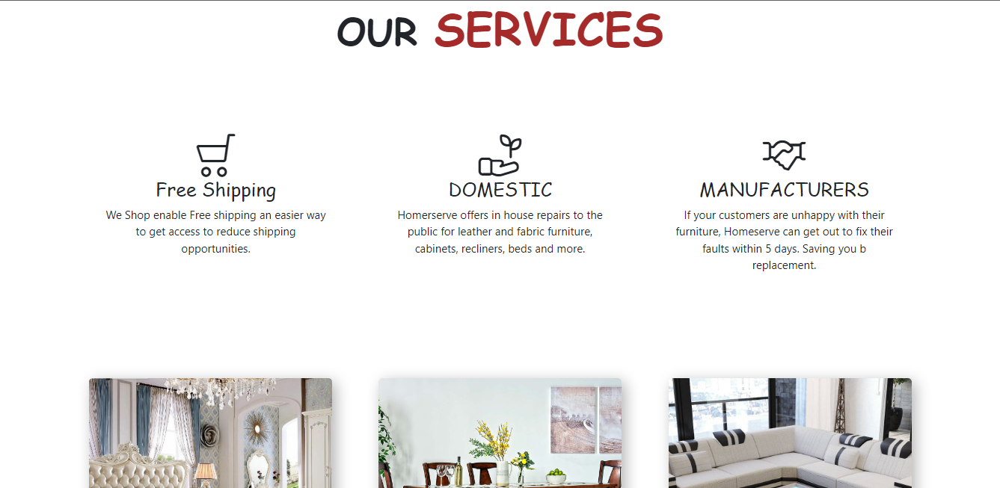 OUR SERVICES
Free Shipping
We Shop enable Free shipping an easier way
to get access to reduce shipping
opportunities.
DOMESTIC
Homerserve offers in house repairs to the
public for leather and fabric furniture,
cabinets, recliners, beds and more.
MANUFACTURERS
If your customers are unhappy with their
furniture, Homeserve can get out to fix their
faults within 5 days. Saving you b
replacement.